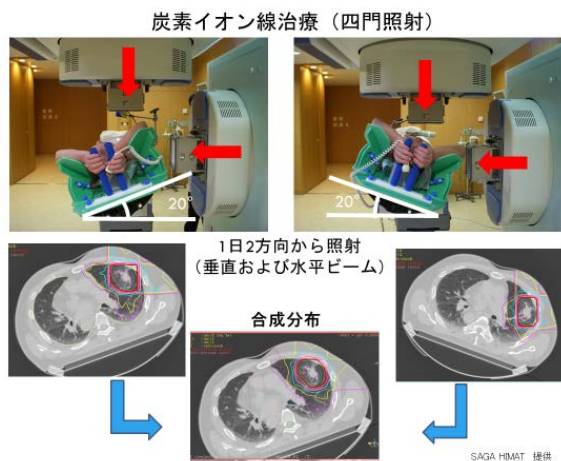 炭素イオン線治療（四門照射）
20°
20°
1日2方向から照射
（垂直および水平ビーム）
合成分布
SAGA HIMAT 提供